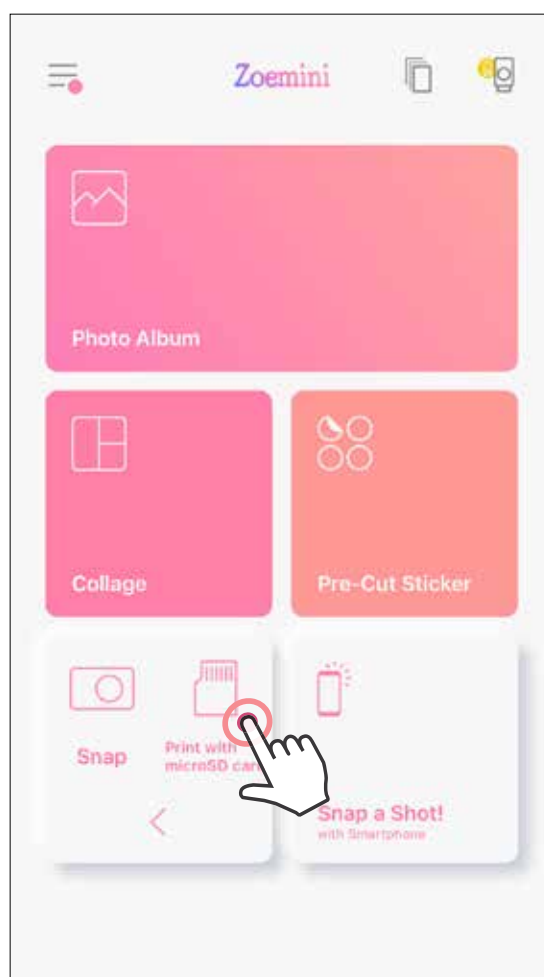 Zoemini
Photo Album
Collage
Pre-Cut Sticker
Snap
Print with
microSD card
Snap a Shot!
with Smartphone